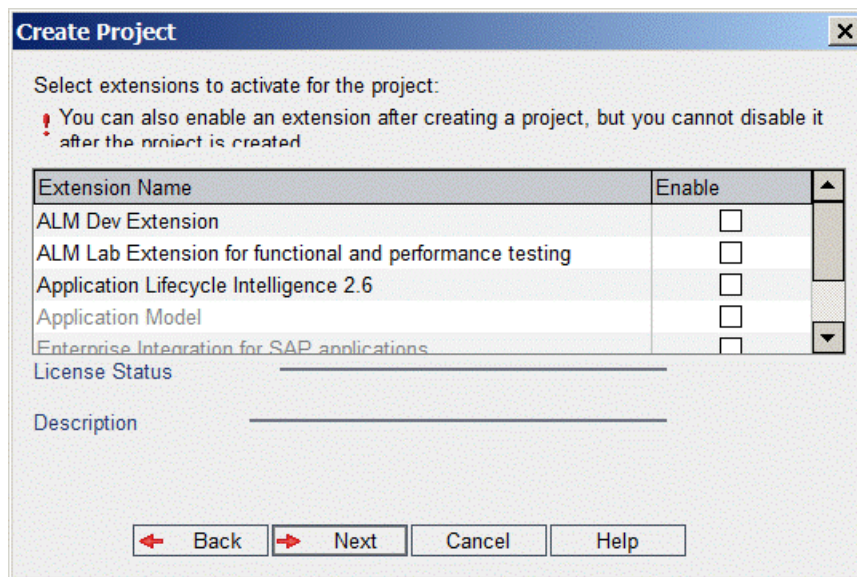 Create Project
Select extensions to activate for the project:
You can also enable an extension after creating a project, but you cannot disable it
after the project is created
Extension Name Enable
ALM Dev Extension
ALM Lab Extension for functional and performance testing
Application Lifecycle Intelligence 2.6
Application Model
Enterprise Integration for SAP applications
License Status
Description
Back Next Cancel Help